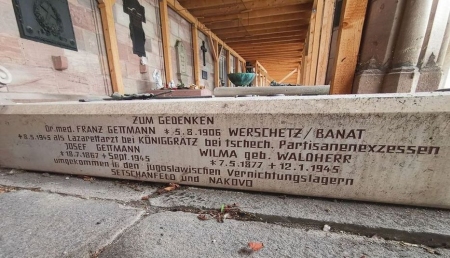 ZUM GEDENKEN
Dr. med. FRANZ GETTMANN * 5.8.1906 WERSCHETZ/BANAT
+8.5.1945 als Lazarettarzt bei KÖNIGGRATZ bei tschech. Partisanenexzessen
JOSEF GETTMANN WILMA geb. WALDHERR
* 18.7.1867 + Sept. 1945 * 7.5.1877 + 12.1.1945
umgekommen in den jugoslawischen Vernichtungslagern
SETSCHANFELD und NAKOVO